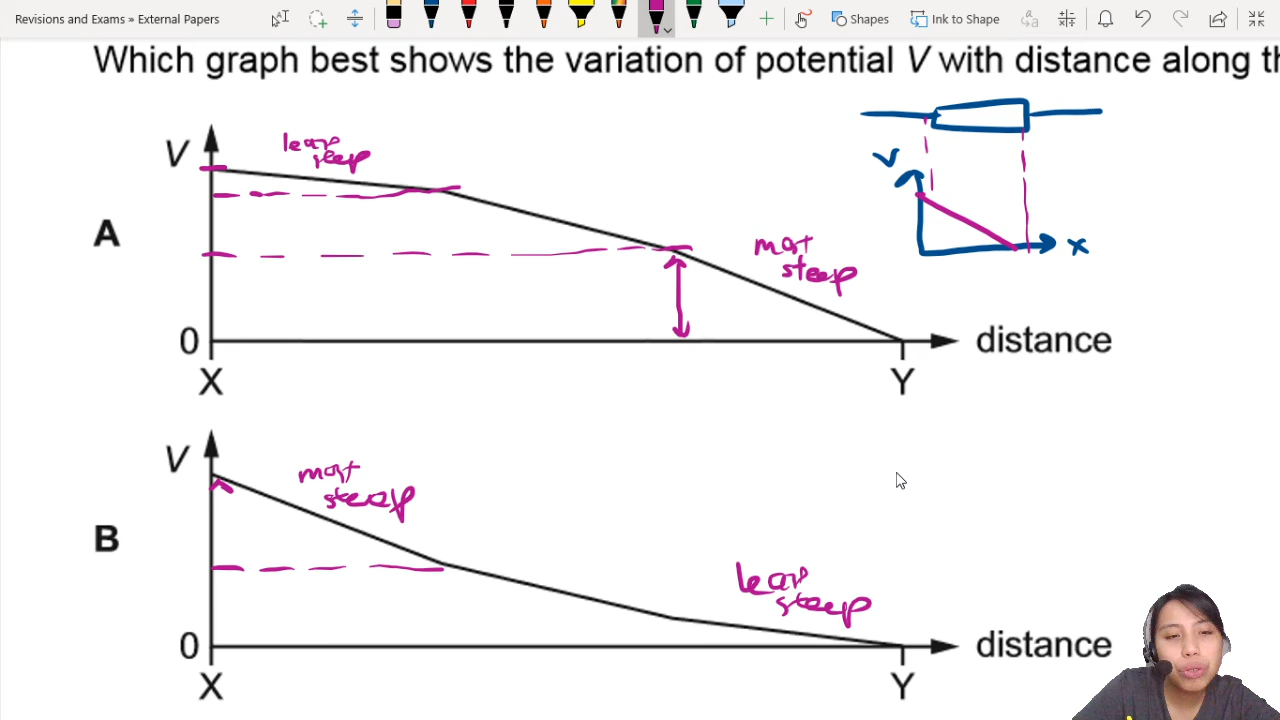 Revisions and Exams » External Papers
Shapes
Ink to Shape
Which graph best shows the variation of potential V with distance along th
V
least
steep
V
A
most
steep
x
0
distance
X
Y
V
most
steep
B
least
steep
0
distance
X
Y